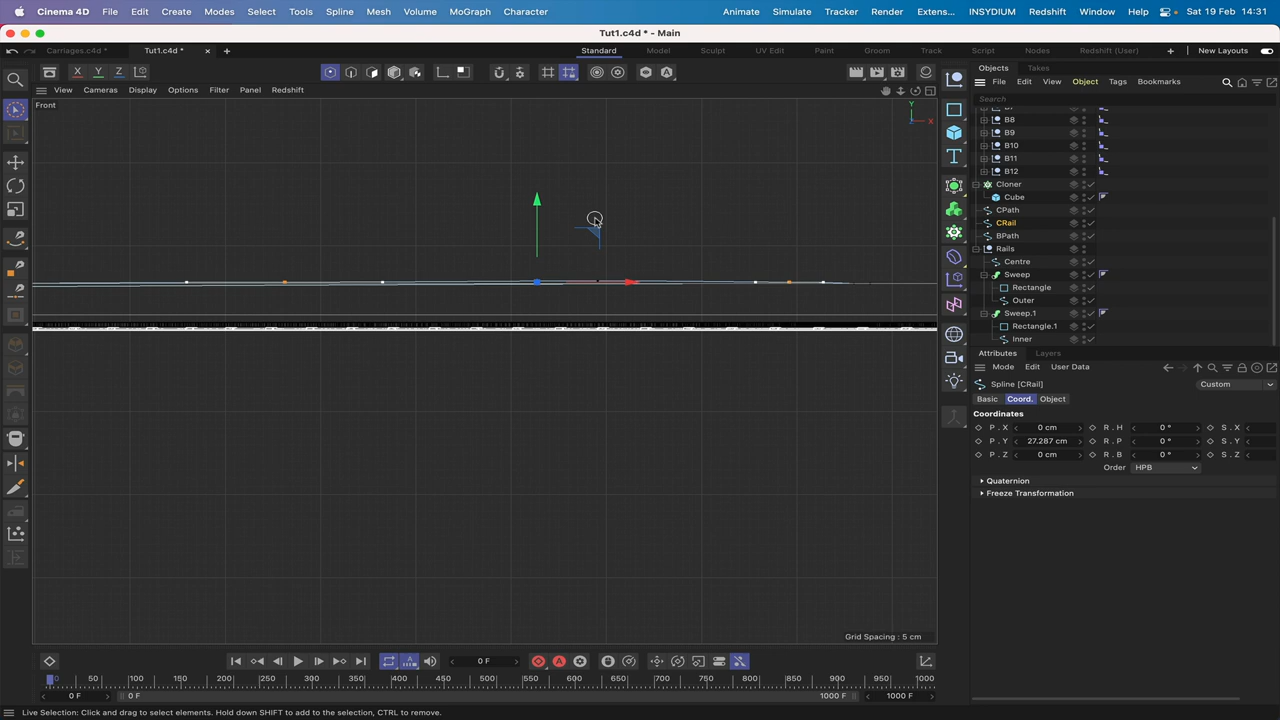 Cinema 4D File Edit Create Modes Select Tools Spline Mesh Volume MoGraph Character Animate Simulate Tracker Render Extens... INSYDIUM Redshift Window Help Sat 19 Feb 14:31
Tut1.c4d * - Main
Carriages.c4d * Tut1.c4d * Standard Model Sculpt UV Edit Paint Groom Track Script Nodes Redshift (User) New Layouts
X Y Z
View Cameras Display Options Filter Panel Redshift
Front
Y
X
Grid Spacing : 5 cm
Objects Takes
File Edit View Object Tags Bookmarks
Search
B8
B9
B10
B11
B12
Cloner
Cube
CPath
CRail
BPath
Rails
Centre
Sweep
Rectangle
Outer
Sweep.1
Rectangle.1
Inner
Attributes Layers
Mode Edit User Data
Spline [CRail] Custom
Basic Coord. Object
Coordinates
P . X 0 cm R . H 0 ° S . X
P . Y 27.287 cm R . P 0 ° S . Y
P . Z 0 cm R . B 0 ° S . Z
Order HPB
Quaternion
Freeze Transformation
0 F
0 50 100 150 200 250 300 350 400 450 500 550 600 650 700 750 800 850 900 950 1000
0 F 0 F 1000 F 1000 F
Live Selection: Click and drag to select elements. Hold down SHIFT to add to the selection, CTRL to remove.